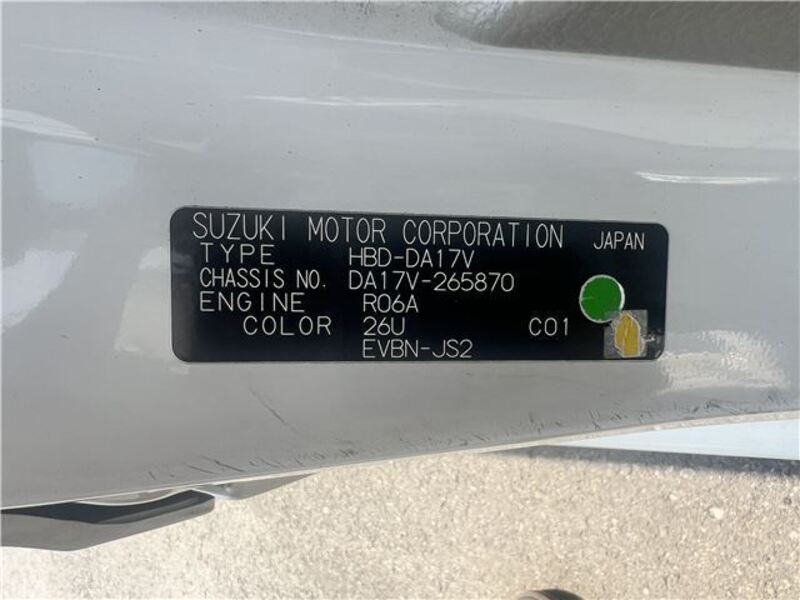 SUZUKI MOTOR CORPORATION JAPAN
TYPE HBD-DA17V
CHASSIS NO. DA17V-265870
ENGINE R06A
COLOR 26U C01
EVBN-JS2